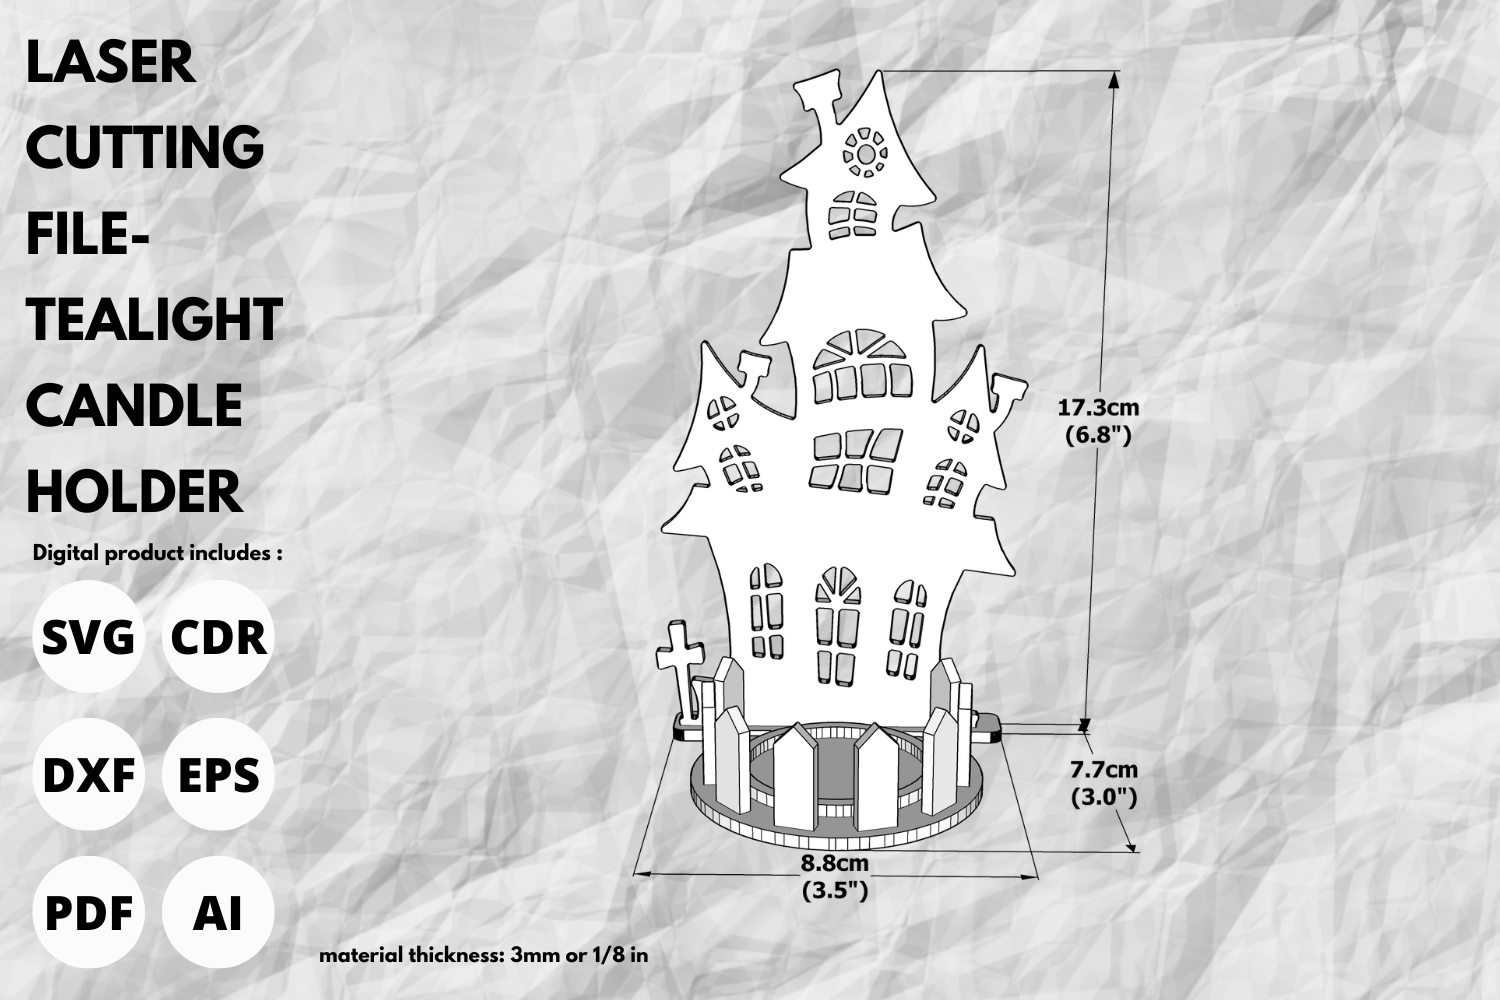 LASER
CUTTING
FILE-
TEALIGHT
CANDLE
HOLDER
Digital product includes :
SVG CDR
DXF EPS
PDF AI
material thickness: 3mm or 1/8 in
17.3cm
(6.8")
7.7cm
(3.0")
8.8cm
(3.5")